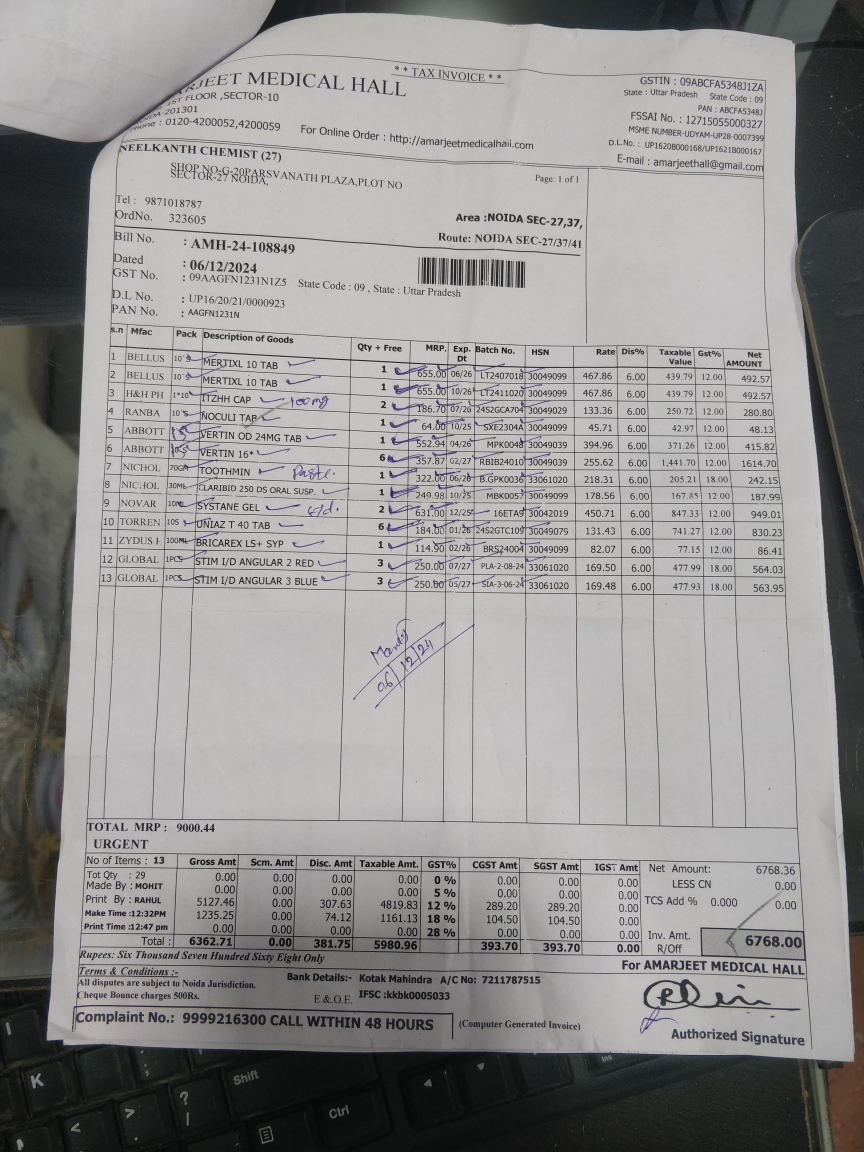 ** TAX INVOICE **
ARJEET MEDICAL HALL
1ST FLOOR ,SECTOR-10
-201301
Phone : 0120-4200052,4200059
For Online Order : http://amarjeetmedicalhall.com
GSTIN : 09ABCFA5348J1ZA
State : Uttar Pradesh State Code : 09
PAN : ABCFA5348J
FSSAI No. : 12715055000327
MSME NUMBER-UDYAM-UP28-0007399
D.L.No. : UP1620B000168/UP1621B000167
E-mail : amarjeethall@gmail.com
NEELKANTH CHEMIST (27)
SHOP NO-G-20PARSVANATH PLAZA,PLOT NO
SECTOR-27 NOIDA,
Page: 1 of 1
Tel : 9871018787
OrdNo. 323605
Area :NOIDA SEC-27,37,
Route: NOIDA SEC-27/37/41
Bill No. : AMH-24-108849
Dated : 06/12/2024
GST No. : 09AAGFN1231N1Z5 State Code : 09 , State : Uttar Pradesh
D.L No. : UP16/20/21/0000923
PAN No. : AAGFN1231N
s.n Mfac Pack Description of Goods Qty + Free MRP. Exp. Dt Batch No. HSN Rate Dis% Taxable Value Gst% Net AMOUNT
1 BELLUS 10'S MERTIXL 10 TAB 1 655.00 06/26 LT2407018 30049099 467.86 6.00 439.79 12.00 492.57
2 BELLUS 10'S MERTIXL 10 TAB 1 655.00 10/26 LT2411020 30049099 467.86 6.00 439.79 12.00 492.57
3 H&H PH 1*10 ITZHH CAP 100mg 2 186.70 07/26 2452GCA704 30049029 133.36 6.00 250.72 12.00 280.80
4 RANBA 10'S NOCULI TAB 1 64.00 10/25 SXE2304A 30049099 45.71 6.00 42.97 12.00 48.13
5 ABBOTT VERTIN OD 24MG TAB 1 552.94 04/26 MPK0048 30049039 394.96 6.00 371.26 12.00 415.82
6 ABBOTT VERTIN 16* 6 357.87 02/27 RBIB24010 30049039 255.62 6.00 1,441.70 12.00 1614.70
7 NICHOL 70GM TOOTHMIN Paste. 1 322.00 06/26 B.GPK0036 33061020 218.31 6.00 205.21 18.00 242.15
8 NICHOL 30ML CLARIBID 250 DS ORAL SUSP. 1 249.98 10/25 MBK0057 30049099 178.56 6.00 167.85 12.00 187.99
9 NOVAR 10ML SYSTANE GEL 2 631.00 12/25 16ETA9 30042019 450.71 6.00 847.33 12.00 949.01
10 TORREN 10S UNIAZ T 40 TAB 6 184.00 01/26 2452GTC109 30049079 131.43 6.00 741.27 12.00 830.23
11 ZYDUS H 100ML BRICAREX LS+ SYP 1 114.90 02/26 BRS24004 30049099 82.07 6.00 77.15 12.00 86.41
12 GLOBAL 1PCS STIM I/D ANGULAR 2 RED 3 250.00 07/27 PLA-2-08-24 33061020 169.50 6.00 477.99 18.00 564.03
13 GLOBAL 1PCS STIM I/D ANGULAR 3 BLUE 3 250.00 05/27 SIA-3-06-24 33061020 169.48 6.00 477.93 18.00 563.95
06/12/24
TOTAL MRP : 9000.44
URGENT
No of Items : 13 Gross Amt Scm. Amt Disc. Amt Taxable Amt. GST% CGST Amt SGST Amt IGST Amt
Tot Qty : 29 0.00 0.00 0.00 0.00 0 % 0.00 0.00 0.00
Made By : MOHIT 0.00 0.00 0.00 0.00 5 % 0.00 0.00 0.00
Print By : RAHUL 5127.46 0.00 307.63 4819.83 12 % 289.20 289.20 0.00
Make Time :12:32PM 1235.25 0.00 74.12 1161.13 18 % 104.50 104.50 0.00
Print Time :12:47 pm 0.00 0.00 0.00 0.00 28 % 0.00 0.00 0.00
Total : 6362.71 0.00 381.75 5980.96 393.70 393.70 0.00
Net Amount: 6768.36
LESS CN 0.00
TCS Add % 0.000 0.00
Inv. Amt. R/Off 6768.00
Rupees: Six Thousand Seven Hundred Sixty Eight Only
For AMARJEET MEDICAL HALL
Terms & Conditions :-
All disputes are subject to Noida Jurisdiction.
Cheque Bounce charges 500Rs.
Bank Details:- Kotak Mahindra A/C No: 7211787515
E.& O.E. IFSC :kkbk0005033
Complaint No.: 9999216300 CALL WITHIN 48 HOURS
(Computer Generated Invoice)
Authorized Signature
K
Shift
Ctrl
Ins